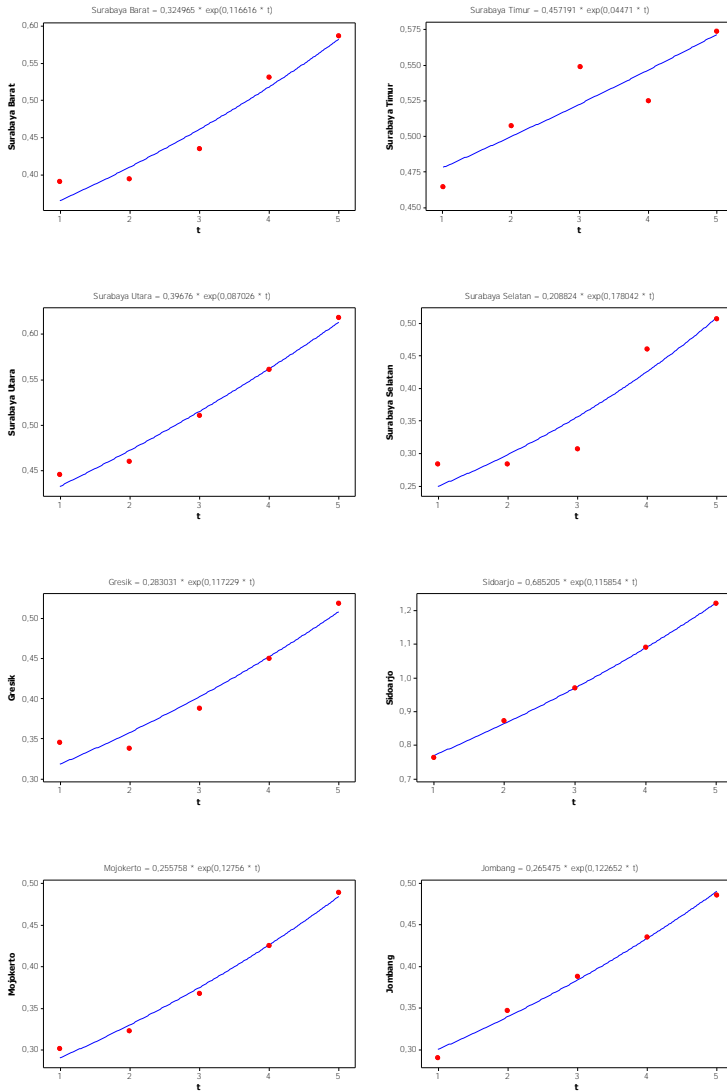 Surabaya Barat = 0,324965 * exp(0,116616 * t)
0,60
0,55
0,50
0,45
0,40
Surabaya Barat
1 2 3 4 5
t
Surabaya Timur = 0,457191 * exp(0,04471 * t)
0,575
0,550
0,525
0,500
0,475
0,450
Surabaya Timur
1 2 3 4 5
t
Surabaya Utara = 0,39676 * exp(0,087026 * t)
0,60
0,55
0,50
0,45
Surabaya Utara
1 2 3 4 5
t
Surabaya Selatan = 0,208824 * exp(0,178042 * t)
0,50
0,45
0,40
0,35
0,30
0,25
Surabaya Selatan
1 2 3 4 5
t
Gresik = 0,283031 * exp(0,117229 * t)
0,50
0,45
0,40
0,35
0,30
Gresik
1 2 3 4 5
t
Sidoarjo = 0,685205 * exp(0,115854 * t)
1,2
1,1
1,0
0,9
0,8
0,7
Sidoarjo
1 2 3 4 5
t
Mojokerto = 0,255758 * exp(0,12756 * t)
0,50
0,45
0,40
0,35
0,30
Mojokerto
1 2 3 4 5
t
Jombang = 0,265475 * exp(0,122652 * t)
0,50
0,45
0,40
0,35
0,30
Jombang
1 2 3 4 5
t